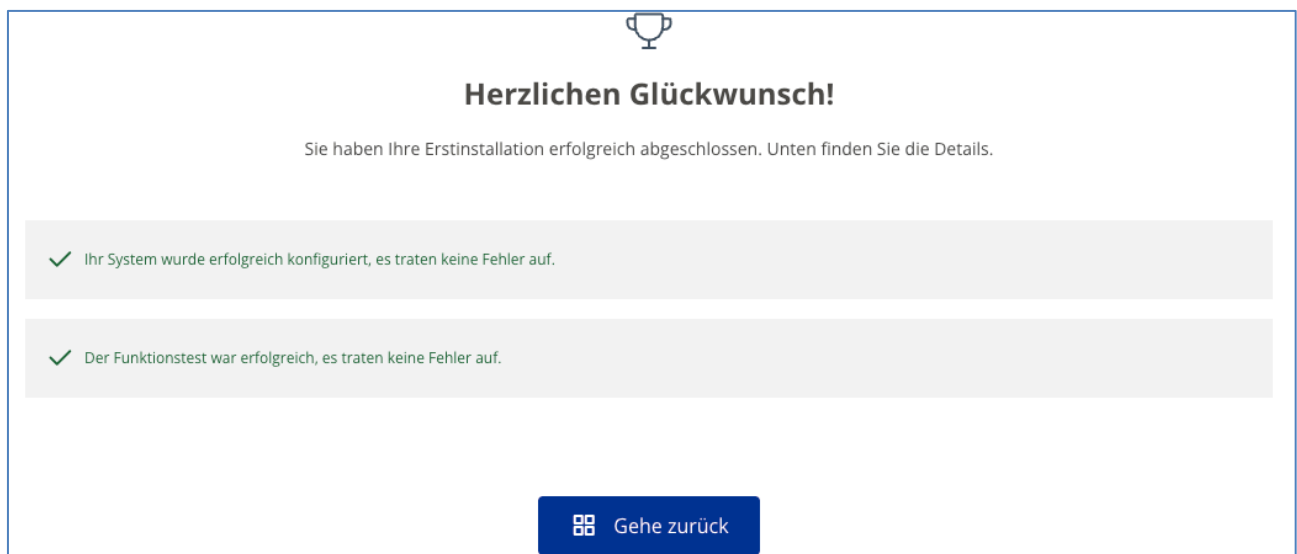 Herzlichen Glückwunsch!
Sie haben Ihre Erstinstallation erfolgreich abgeschlossen. Unten finden Sie die Details.
Ihr System wurde erfolgreich konfiguriert, es traten keine Fehler auf.
Der Funktionstest war erfolgreich, es traten keine Fehler auf.
Gehe zurück